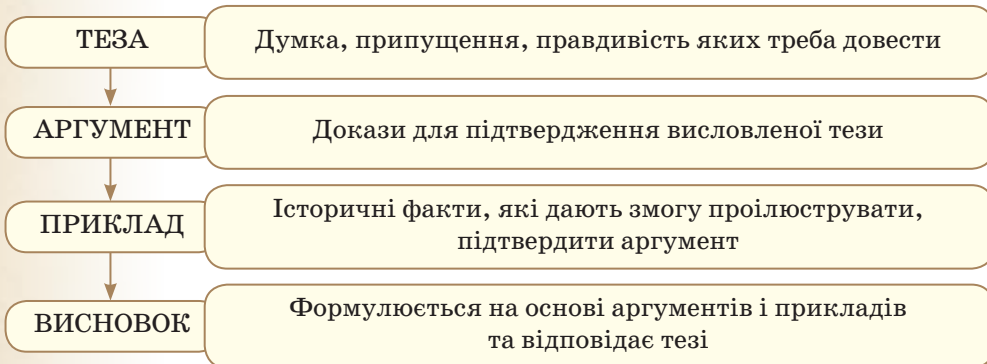 ТЕЗА
Думка, припущення, правдивість яких треба довести
АРГУМЕНТ
Докази для підтвердження висловленої тези
ПРИКЛАД
Історичні факти, які дають змогу проілюструвати,
підтвердити аргумент
ВИСНОВОК
Формулюється на основі аргументів і прикладів
та відповідає тезі